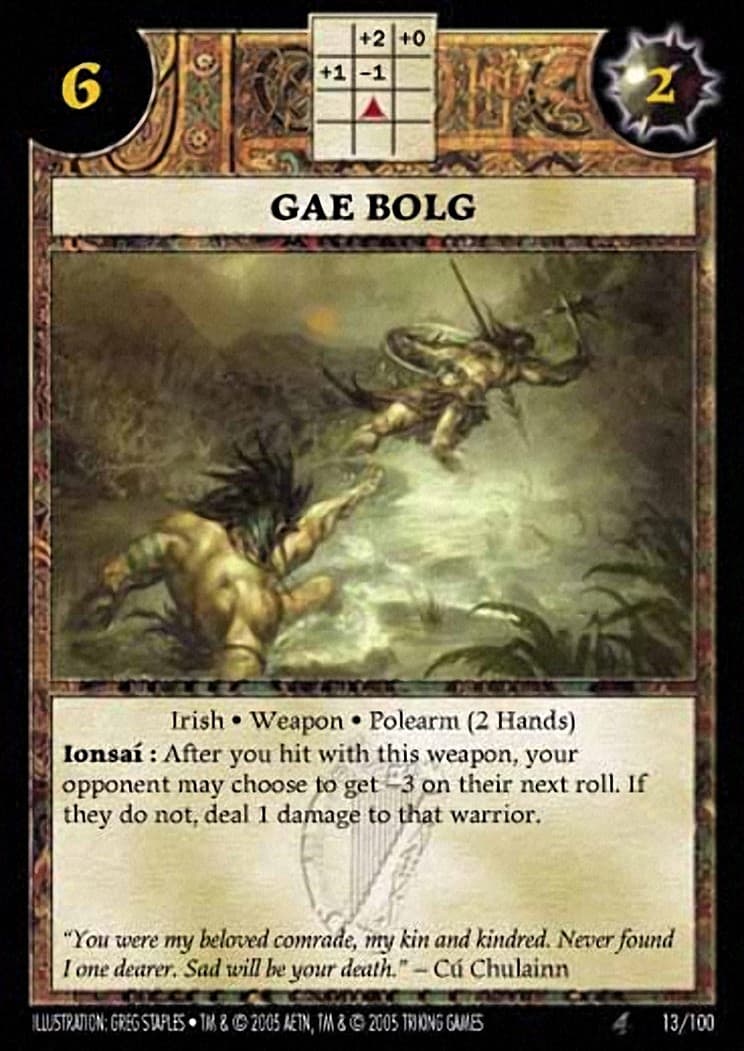 +2 +0
6 +1 -1 2
GAE BOLG
Irish • Weapon • Polearm (2 Hands)
Ionsaí : After you hit with this weapon, your
opponent may choose to get –3 on their next roll. If
they do not, deal 1 damage to that warrior.
“You were my beloved comrade, my kin and kindred. Never found
I one dearer. Sad will be your death.” – Cú Chulainn
ILLUSTRATION: GREG STAPLES • TM & © 2005 AETN, TM & © 2005 TRIKING GAMES 4 13/100